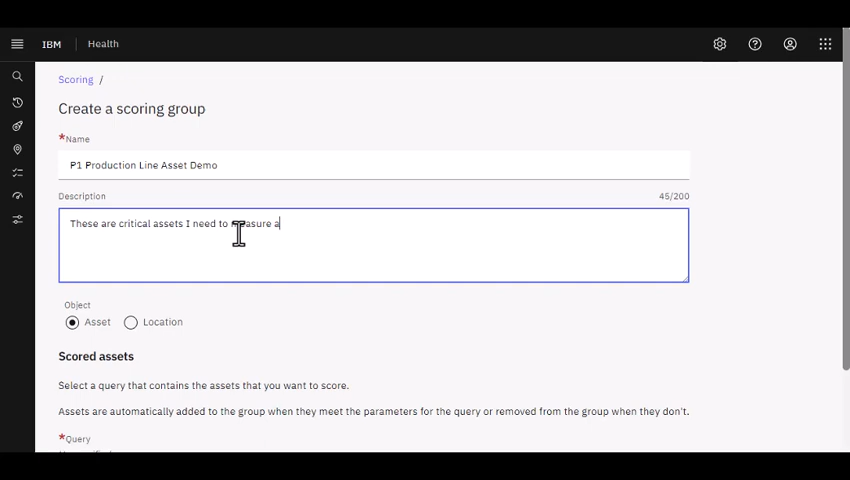 IBM Health
Scoring /
Create a scoring group
*Name
P1 Production Line Asset Demo
Description 45/200
These are critical assets I need to measure a
Object
Asset Location
Scored assets
Select a query that contains the assets that you want to score.
Assets are automatically added to the group when they meet the parameters for the query or removed from the group when they don't.
*Query